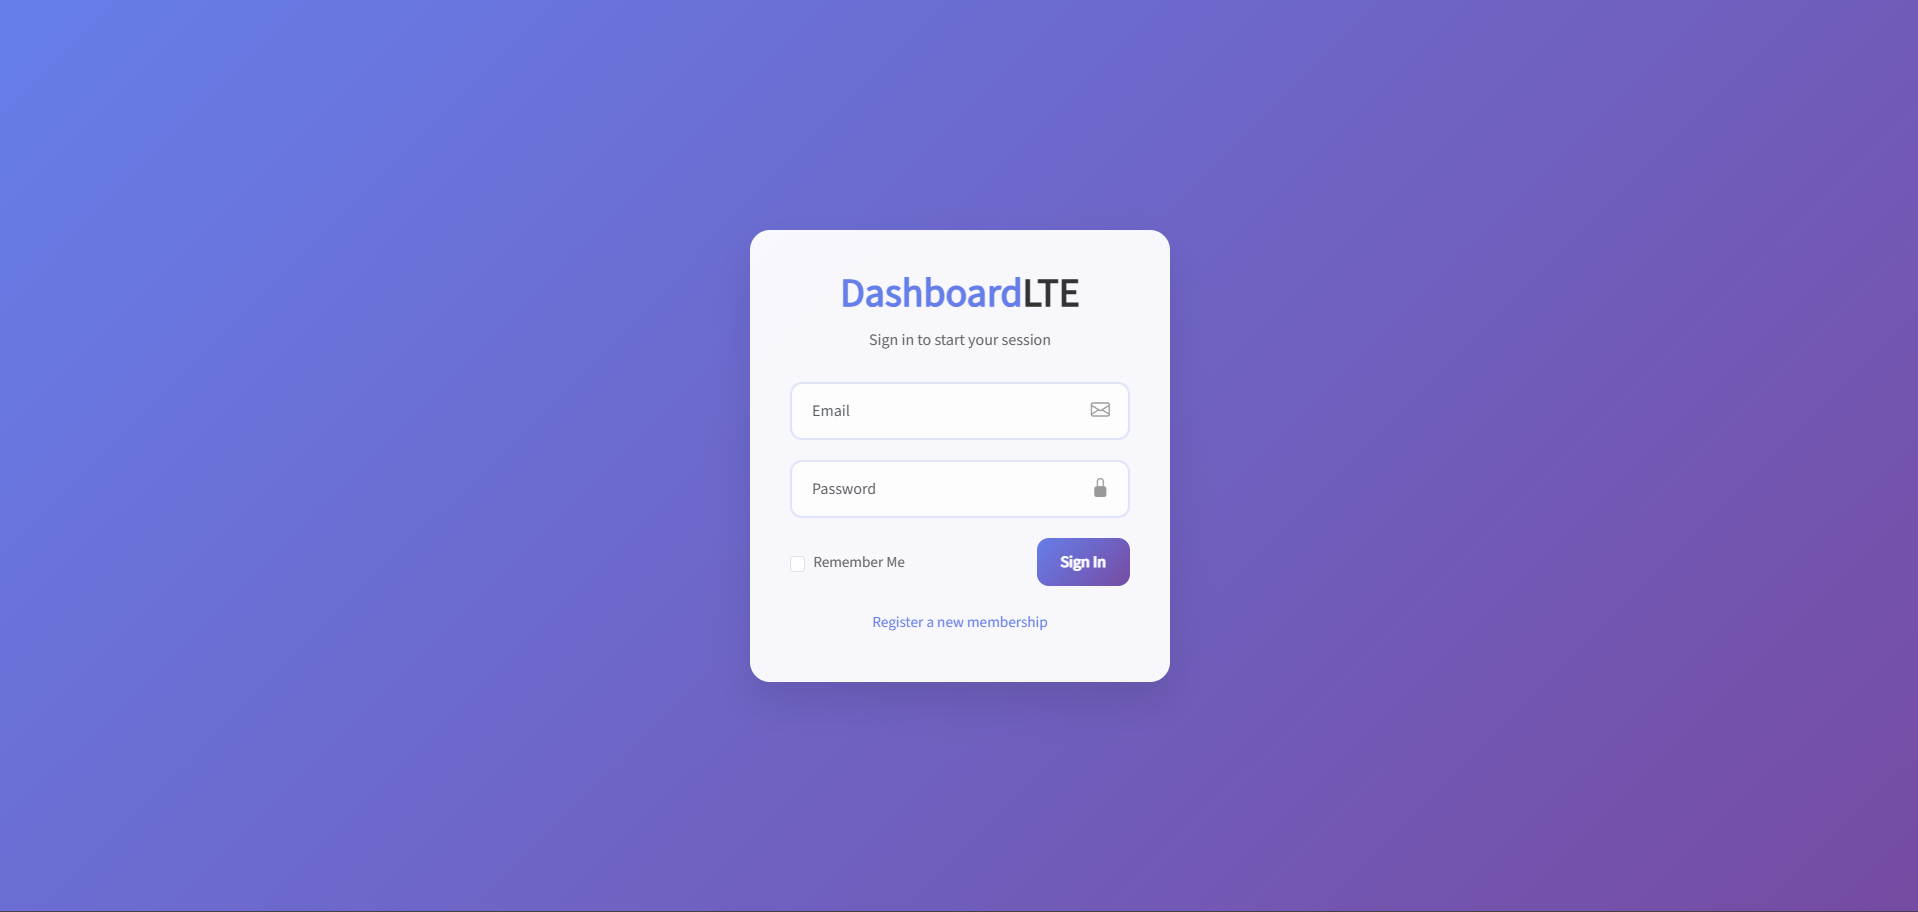 DashboardLTE
Sign in to start your session
Email
Password
Remember Me
Sign In
Register a new membership